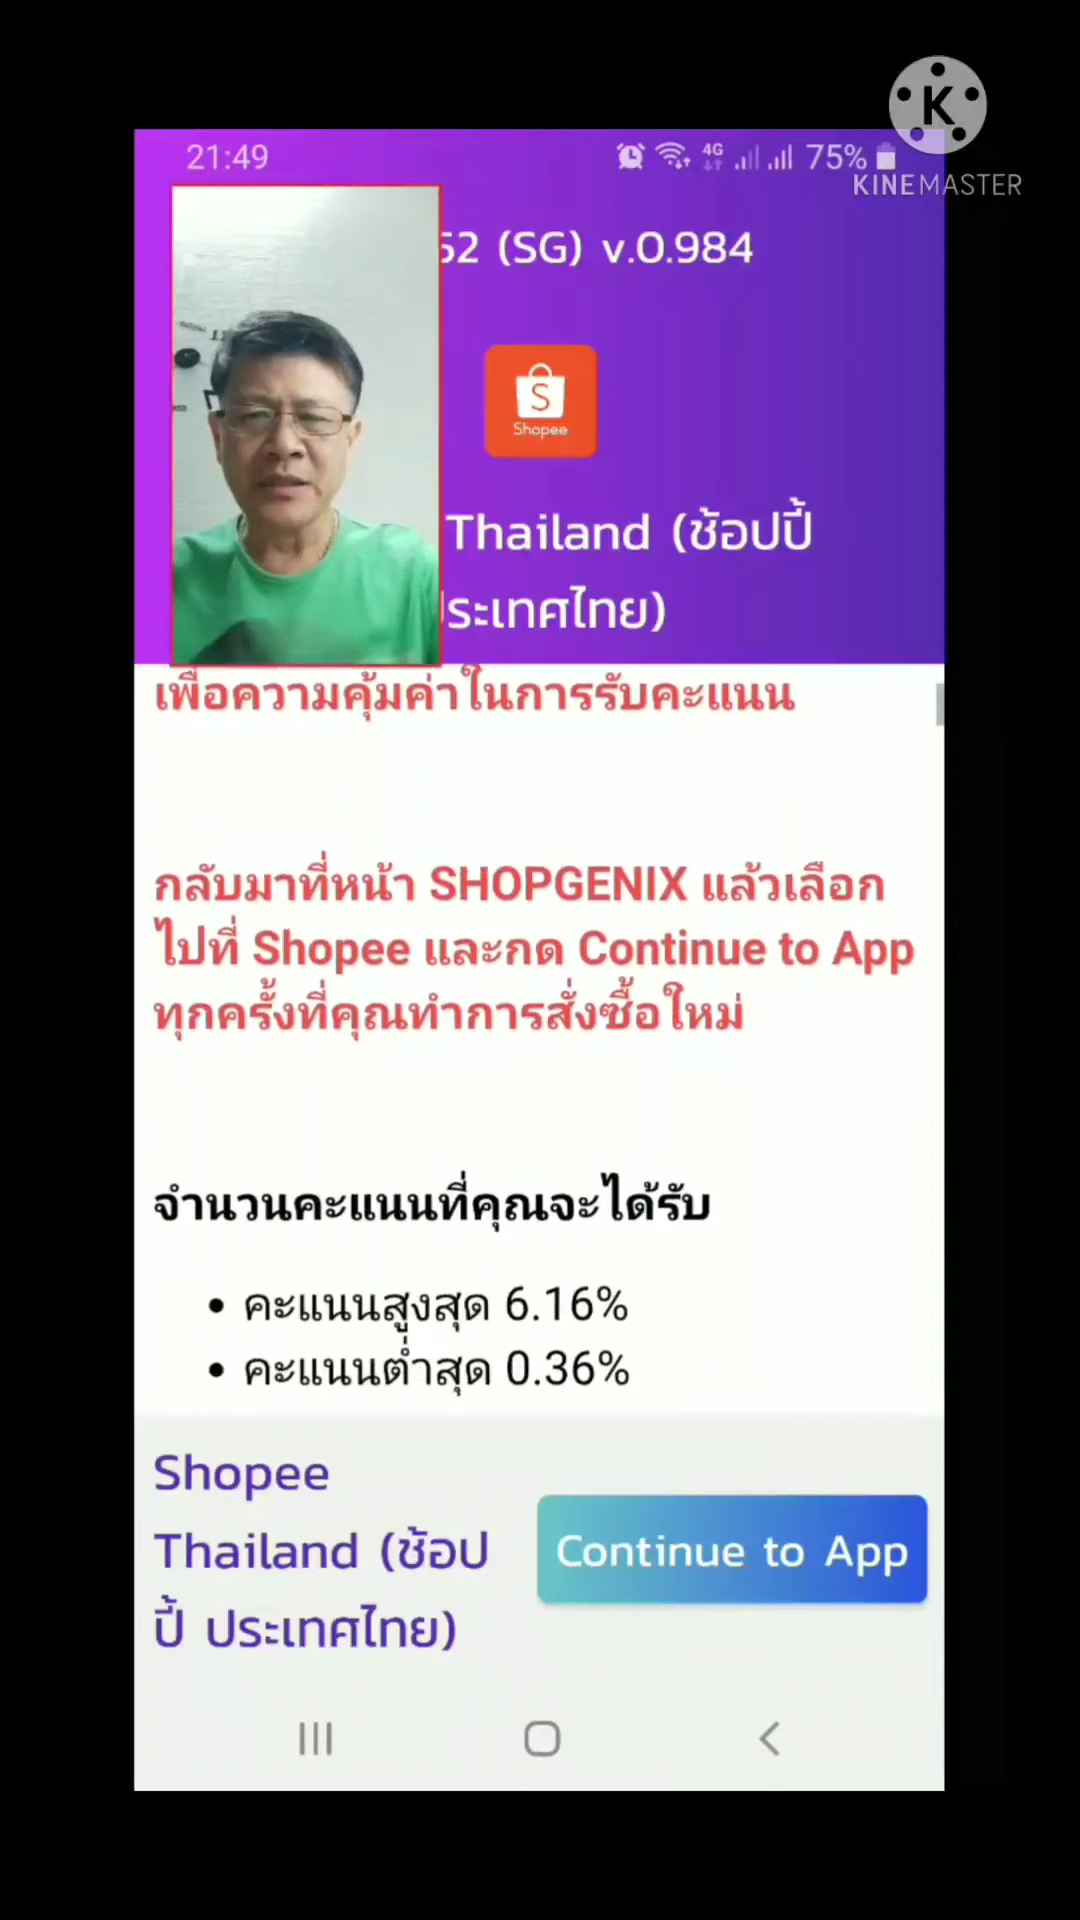 K
KINEMASTER
21:49
4G
75%
52 (SG) v.0.984
S
Shopee
Thailand (ช้อปปี้
ประเทศไทย)
เพื่อความคุ้มค่าในการรับคะแนน
กลับมาที่หน้า SHOPGENIX แล้วเลือก
ไปที่ Shopee และกด Continue to App
ทุกครั้งที่คุณทำการสั่งซื้อใหม่
จำนวนคะแนนที่คุณจะได้รับ
• คะแนนสูงสุด 6.16%
• คะแนนต่ำสุด 0.36%
Shopee
Thailand (ช้อป
ปี้ ประเทศไทย)
Continue to App